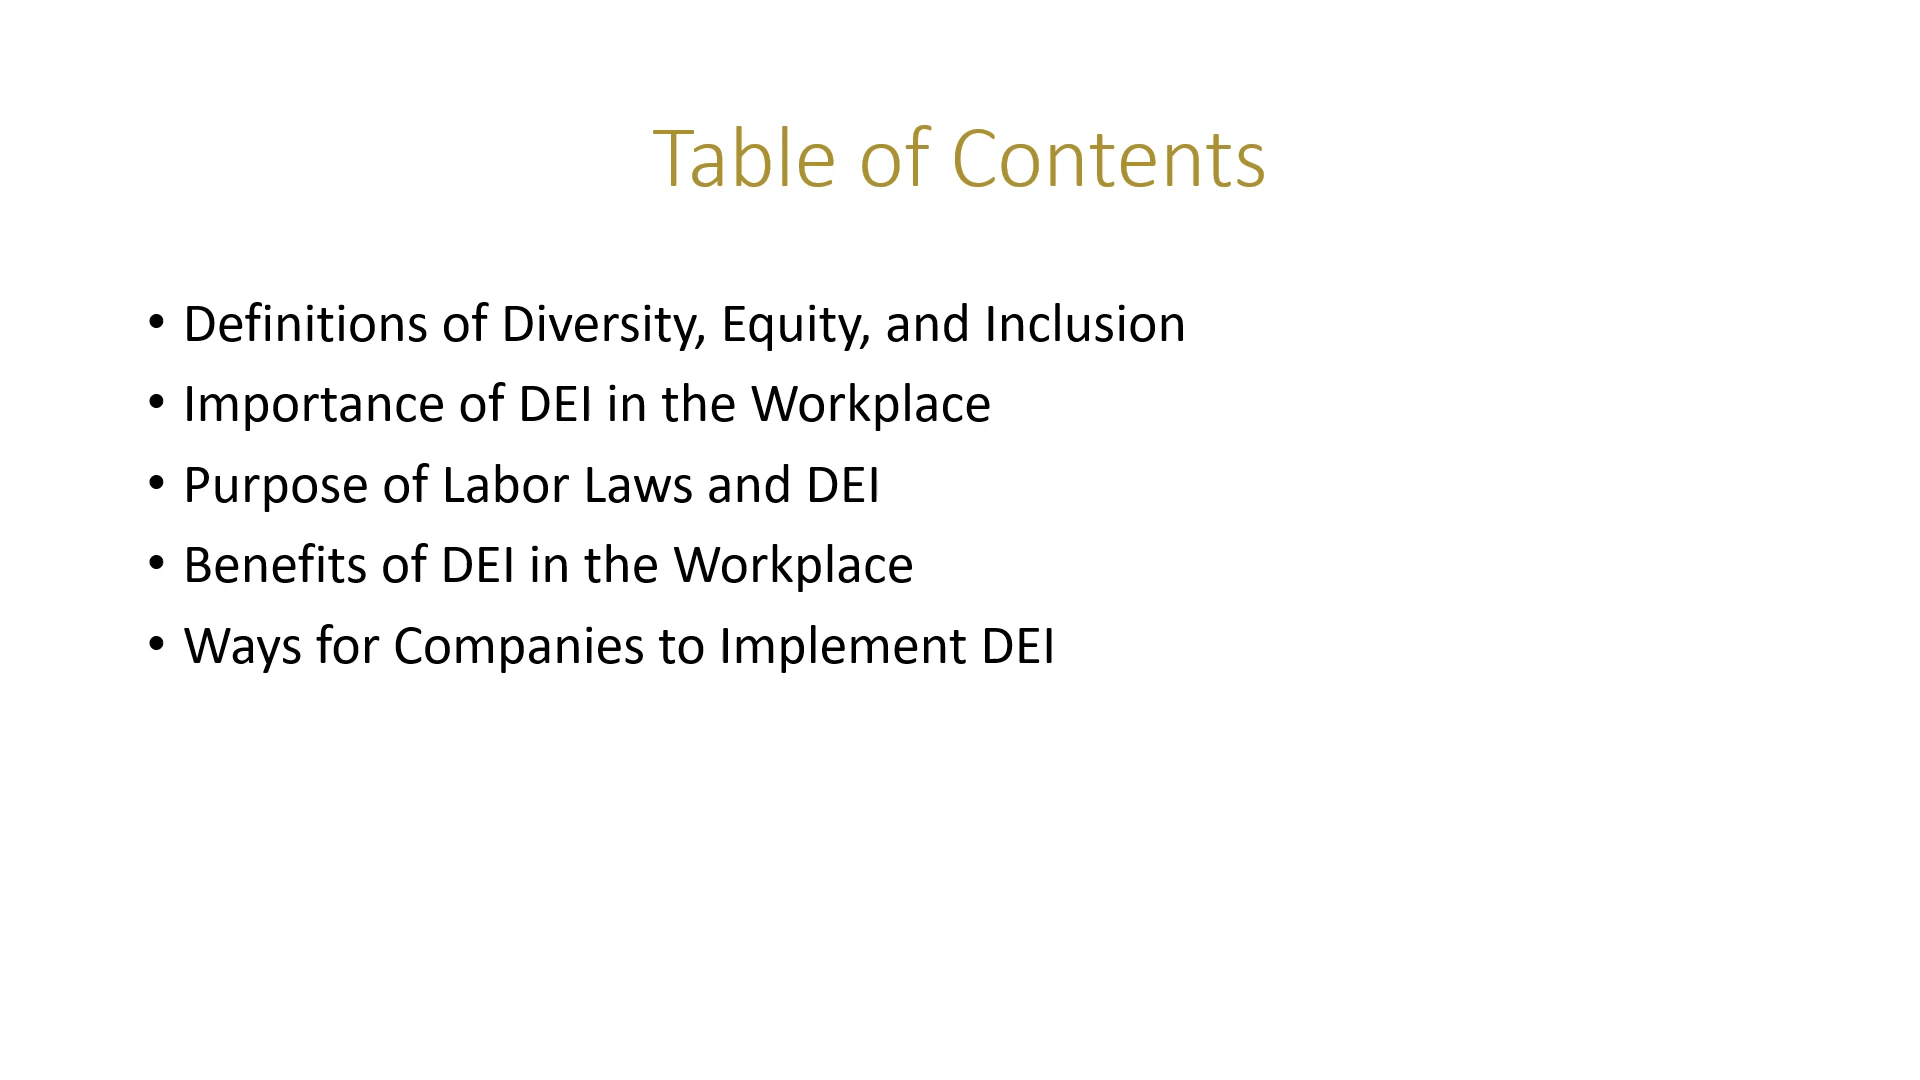 Table of Contents
• Definitions of Diversity, Equity, and Inclusion
• Importance of DEI in the Workplace
• Purpose of Labor Laws and DEI
• Benefits of DEI in the Workplace
• Ways for Companies to Implement DEI